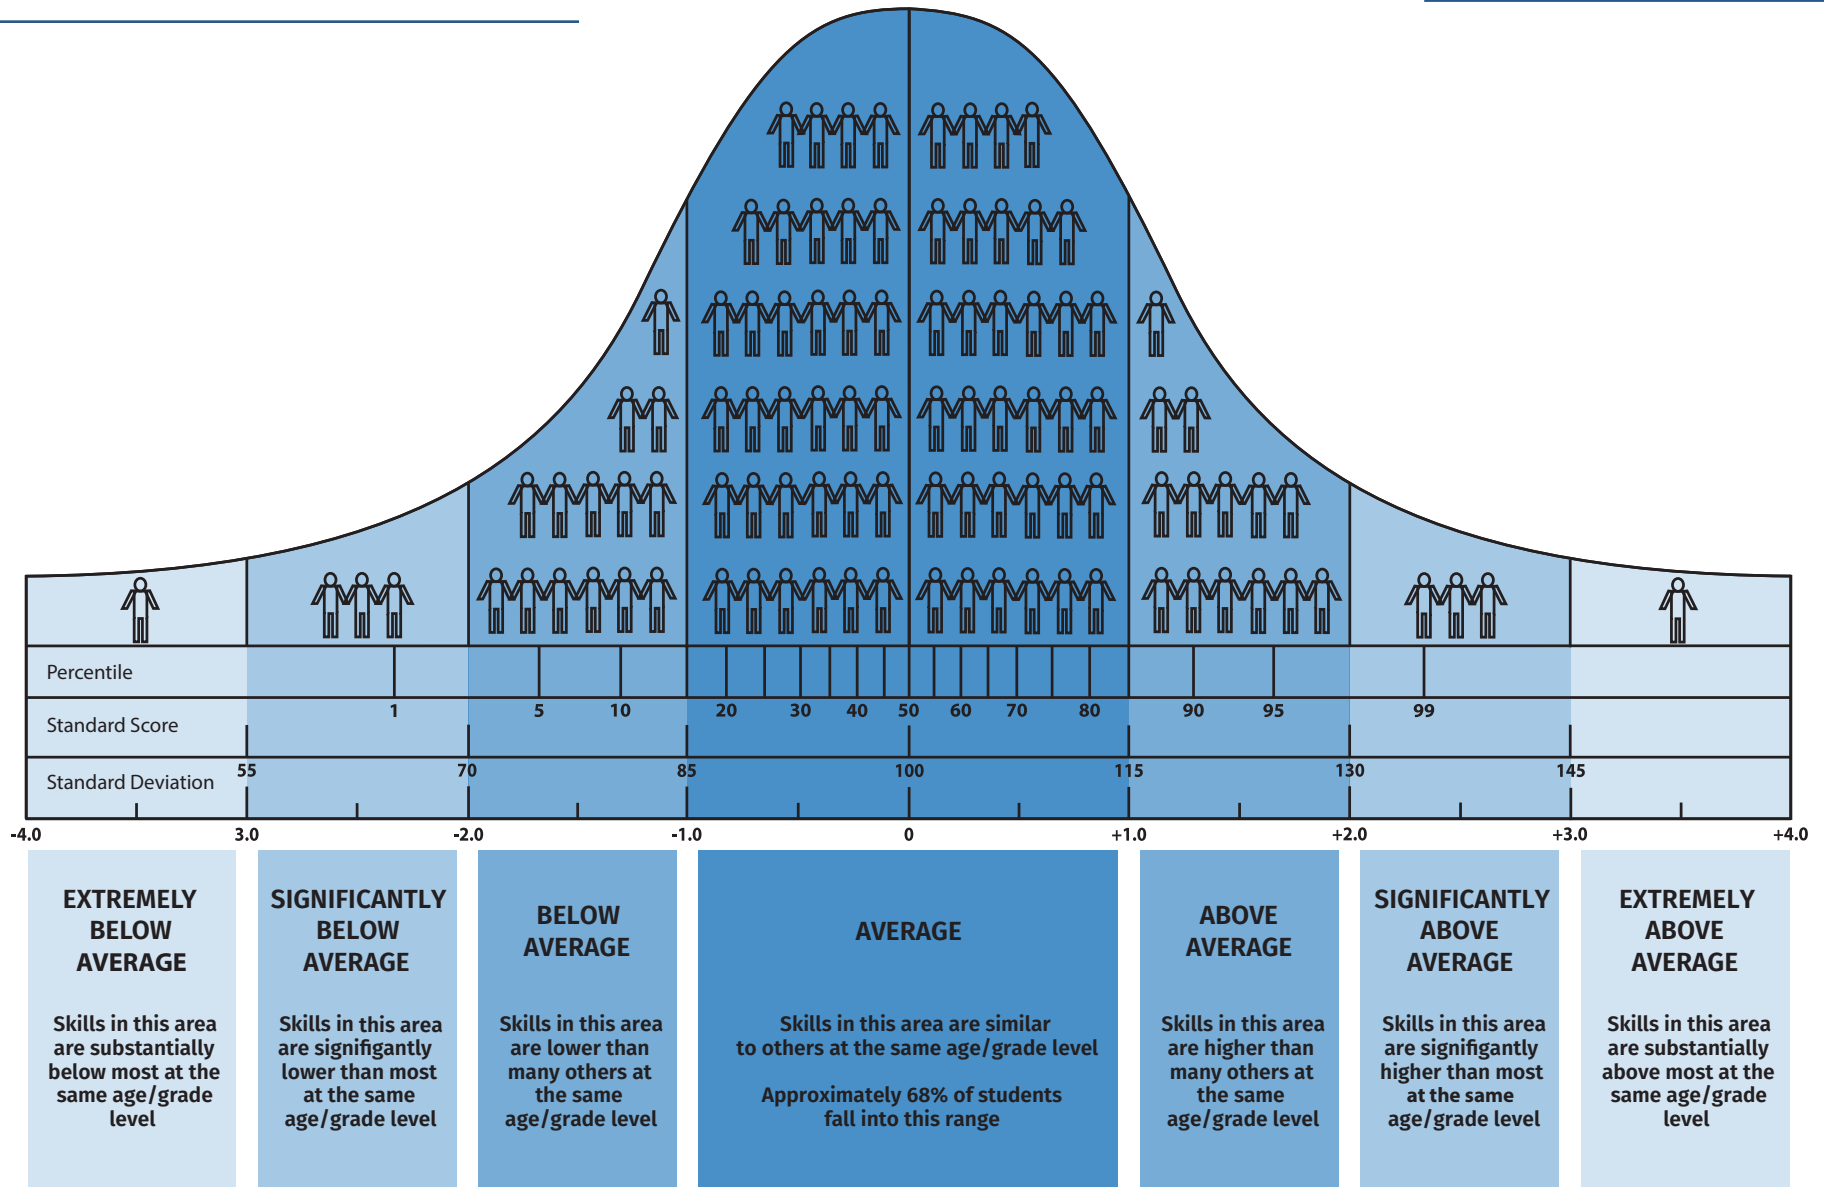 Percentile
1 5 10 20 30 40 50 60 70 80 90 95 99
Standard Score
55 70 85 100 115 130 145
Standard Deviation
-4.0 3.0 -2.0 -1.0 0 +1.0 +2.0 +3.0 +4.0
EXTREMELY
BELOW
AVERAGE
Skills in this area
are substantially
below most at the
same age/grade
level
SIGNIFICANTLY
BELOW
AVERAGE
Skills in this area
are signifigantly
lower than most
at the same
age/grade level
BELOW
AVERAGE
Skills in this area
are lower than
many others at
the same
age/grade level
AVERAGE
Skills in this area are similar
to others at the same age/grade level
Approximately 68% of students
fall into this range
ABOVE
AVERAGE
Skills in this area
are higher than
many others at
the same
age/grade level
SIGNIFICANTLY
ABOVE
AVERAGE
Skills in this area
are signifigantly
higher than most
at the same
age/grade level
EXTREMELY
ABOVE
AVERAGE
Skills in this area
are substantially
above most at the
same age/grade
level